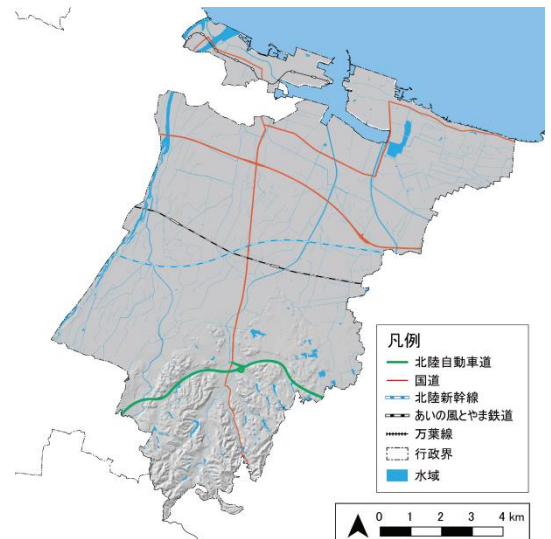 凡例
北陸自動車道
国道
北陸新幹線
あいの風とやま鉄道
万葉線
行政界
水域
0 1 2 3 4 km